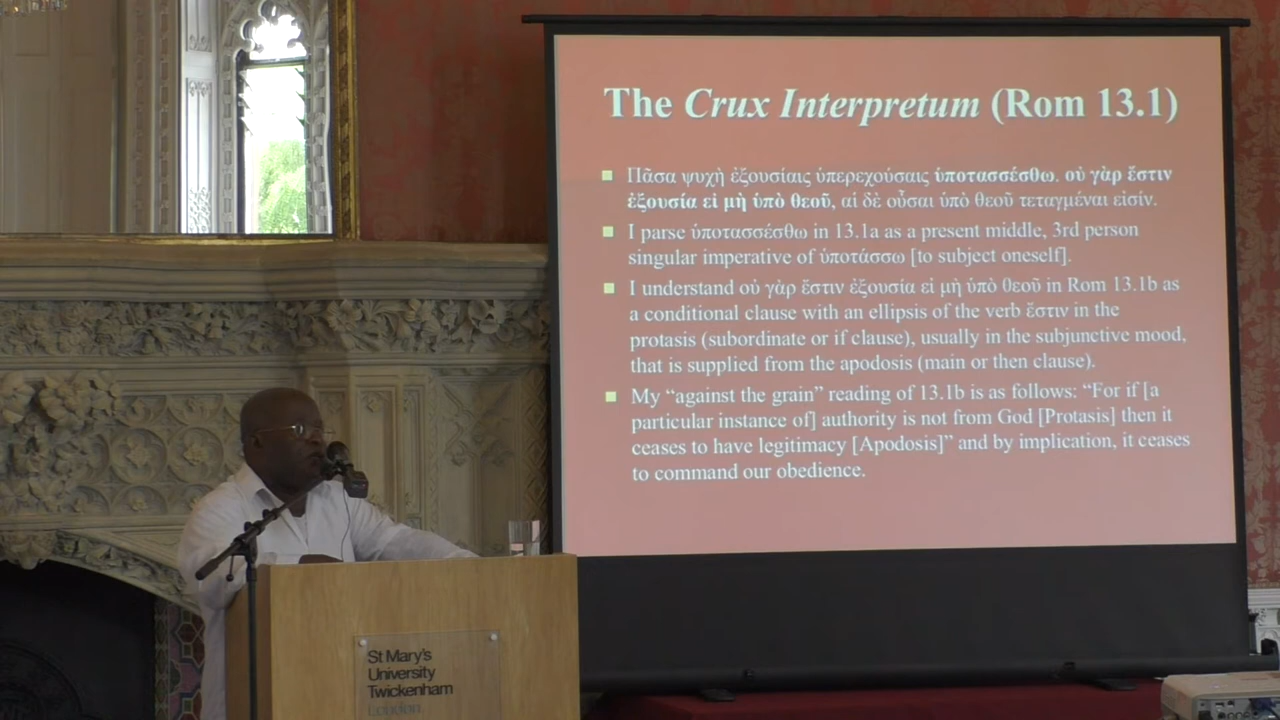 The Crux Interpretum (Rom 13.1)
Πᾶσα ψυχὴ ἐξουσίαις ὑπερεχούσαις ὑποτασσέσθω. οὐ γὰρ ἔστιν
ἐξουσία εἰ μὴ ὑπὸ θεοῦ, αἱ δὲ οὖσαι ὑπὸ θεοῦ τεταγμέναι εἰσίν.
I parse ὑποτασσέσθω in 13.1a as a present middle, 3rd person
singular imperative of ὑποτάσσω [to subject oneself].
I understand οὐ γὰρ ἔστιν ἐξουσία εἰ μὴ ὑπὸ θεοῦ in Rom 13.1b as
a conditional clause with an ellipsis of the verb ἔστιν in the
protasis (subordinate or if clause), usually in the subjunctive mood,
that is supplied from the apodosis (main or then clause).
My “against the grain” reading of 13.1b is as follows: “For if [a
particular instance of] authority is not from God [Protasis] then it
ceases to have legitimacy [Apodosis]” and by implication, it ceases
to command our obedience.
St Mary's
University
Twickenham
London